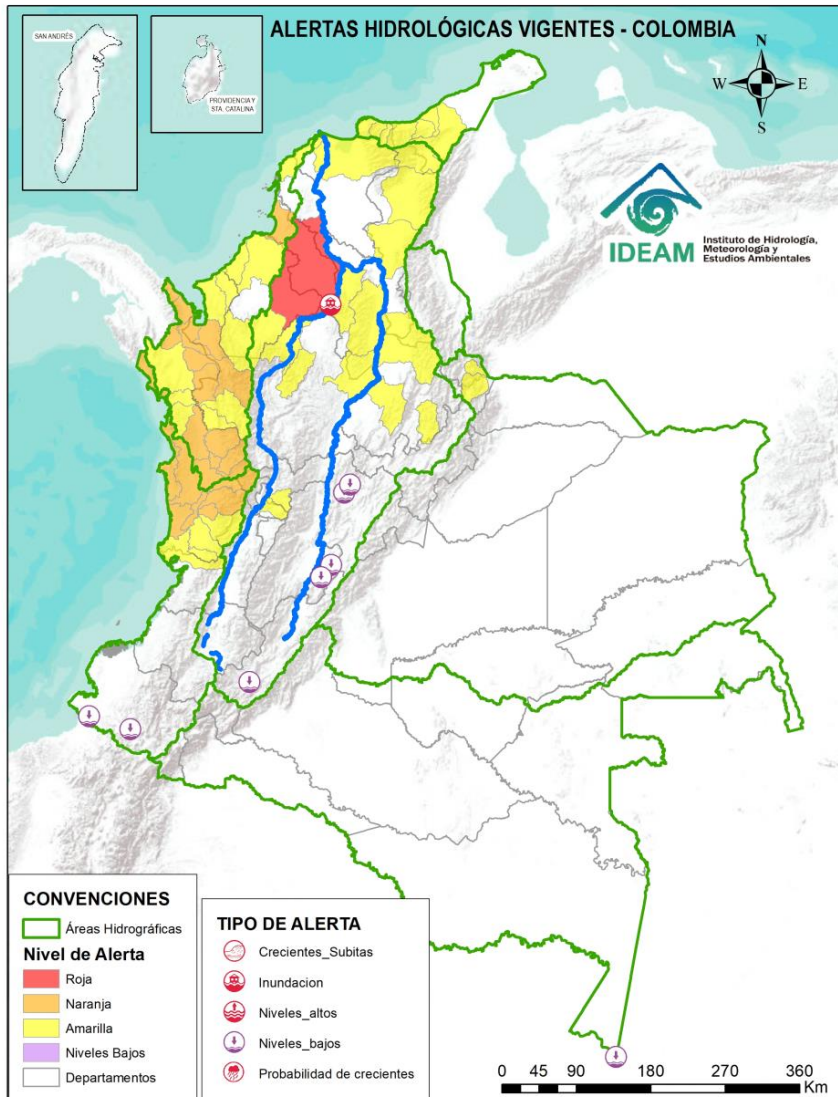 ALERTAS HIDROLÓGICAS VIGENTES - COLOMBIA
SAN ANDRÉS
PROVIDENCIA Y
STA. CATALINA
N
W
E
S
IDEAM
Instituto de Hidrología,
Meteorología y
Estudios Ambientales
CONVENCIONES
Áreas Hidrográficas
Nivel de Alerta
Roja
Naranja
Amarilla
Niveles Bajos
Departamentos
TIPO DE ALERTA
Crecientes_Subitas
Inundacion
Niveles_altos
Niveles_bajos
Probabilidad de crecientes
0 45 90 180 270 360
Km